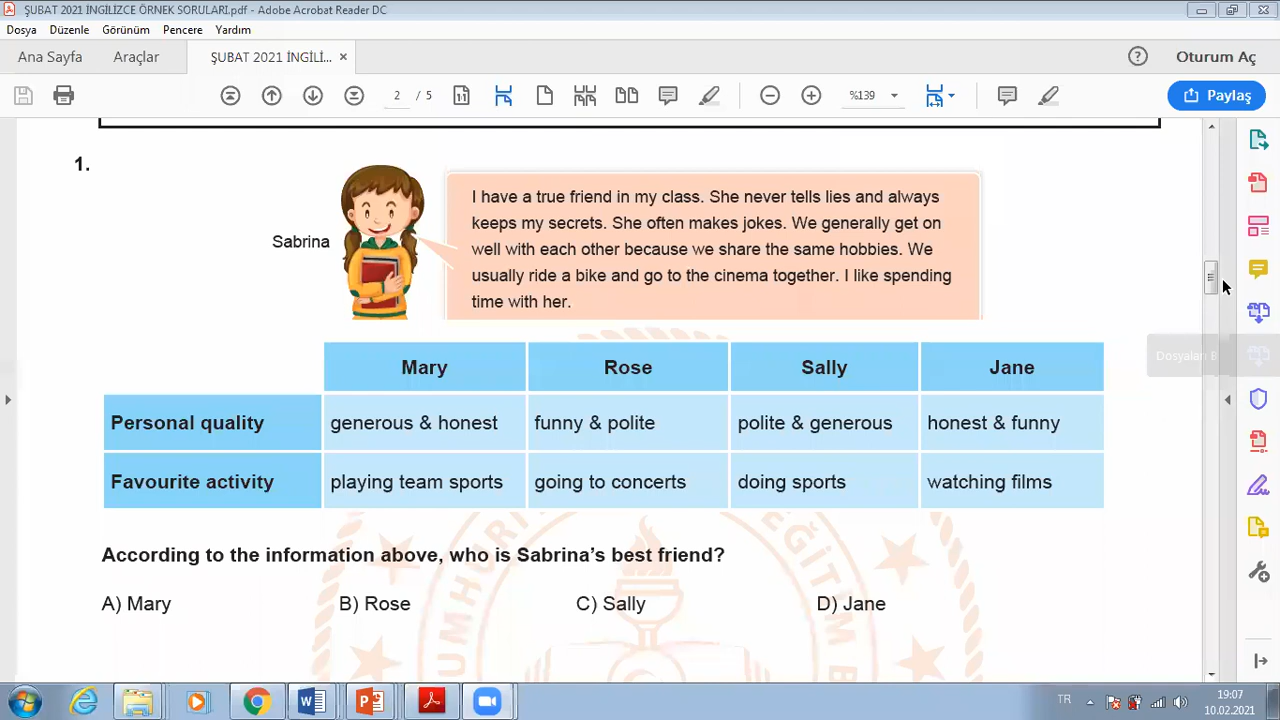 ŞUBAT 2021 İNGİLİZCE ÖRNEK SORULARI.pdf - Adobe Acrobat Reader DC
Dosya Düzenle Görünüm Pencere Yardım
Ana Sayfa Araçlar ŞUBAT 2021 İNGİLİ... × Oturum Aç
2 / 5 %139 Paylaş
1.
Sabrina
I have a true friend in my class. She never tells lies and always
keeps my secrets. She often makes jokes. We generally get on
well with each other because we share the same hobbies. We
usually ride a bike and go to the cinema together. I like spending
time with her.
Dosyaları B
Mary Rose Sally Jane
Personal quality generous & honest funny & polite polite & generous honest & funny
Favourite activity playing team sports going to concerts doing sports watching films
According to the information above, who is Sabrina's best friend?
A) Mary B) Rose C) Sally D) Jane
TR 19:07
10.02.2021